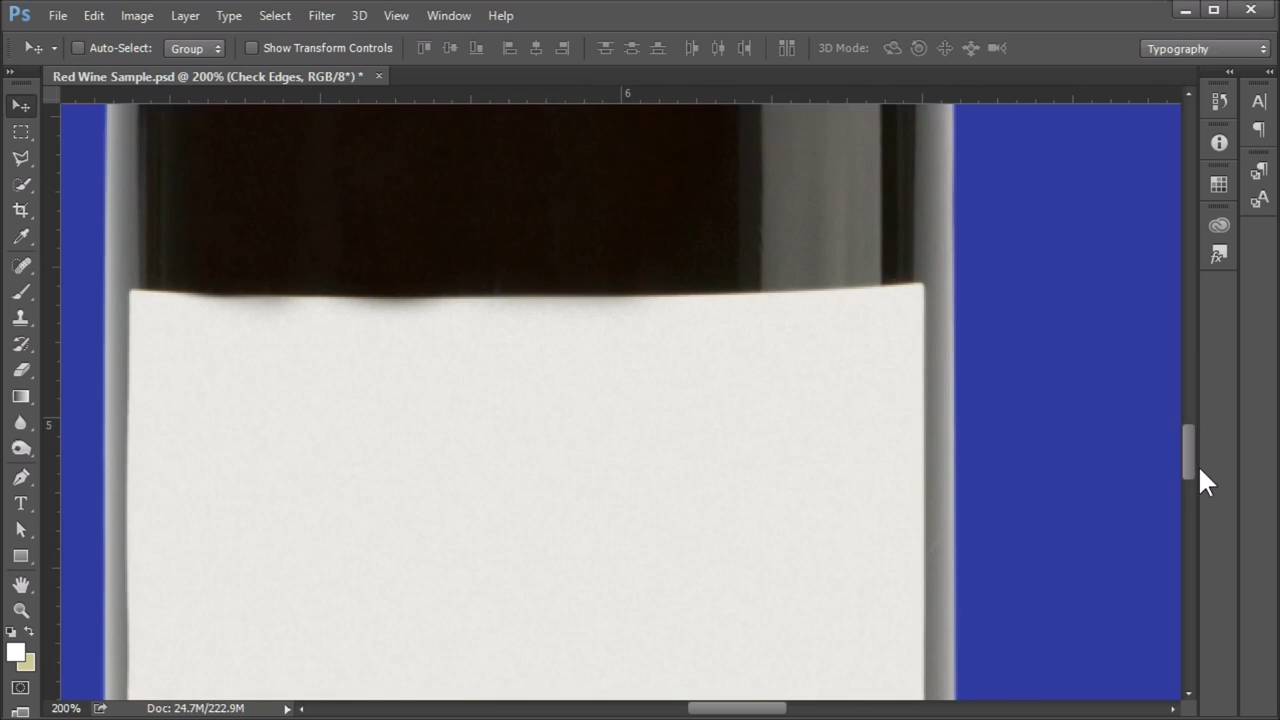 Ps File Edit Image Layer Type Select Filter 3D View Window Help
Auto-Select: Group Show Transform Controls 3D Mode: Typography
Red Wine Sample.psd @ 200% (Check Edges, RGB/8*) * ×
6
5
200% Doc: 24.7M/222.9M